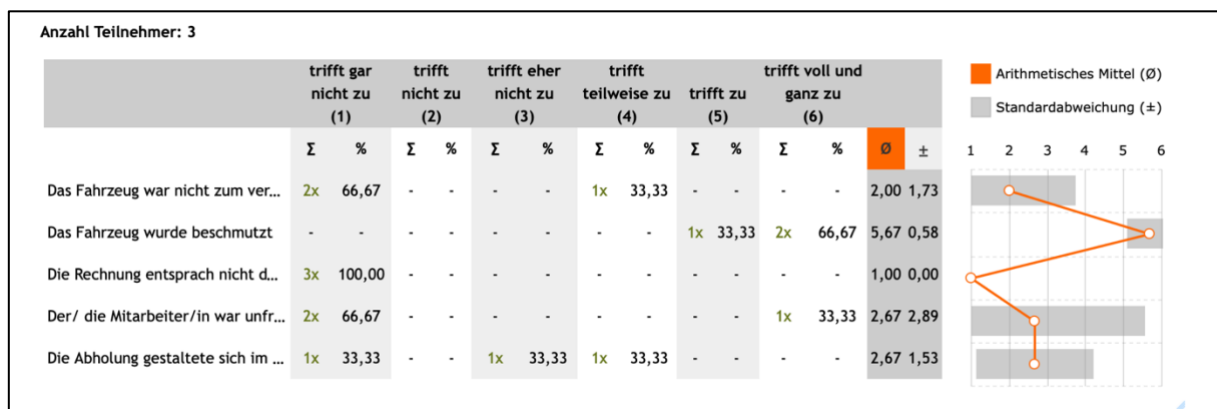 Anzahl Teilnehmer: 3
trifft gar nicht zu (1) trifft nicht zu (2) trifft eher nicht zu (3) trifft teilweise zu (4) trifft zu (5) trifft voll und ganz zu (6)
Arithmetisches Mittel (Ø)
Standardabweichung (±)
Σ % Σ % Σ % Σ % Σ % Σ % Ø ± 1 2 3 4 5 6
Das Fahrzeug war nicht zum ver... 2x 66,67 - - - - 1x 33,33 - - - - 2,00 1,73
Das Fahrzeug wurde beschmutzt - - - - - - - - 1x 33,33 2x 66,67 5,67 0,58
Die Rechnung entsprach nicht d... 3x 100,00 - - - - - - - - - - 1,00 0,00
Der/ die Mitarbeiter/in war unfr... 2x 66,67 - - - - - - - - 1x 33,33 2,67 2,89
Die Abholung gestaltete sich im ... 1x 33,33 - - 1x 33,33 1x 33,33 - - - - 2,67 1,53